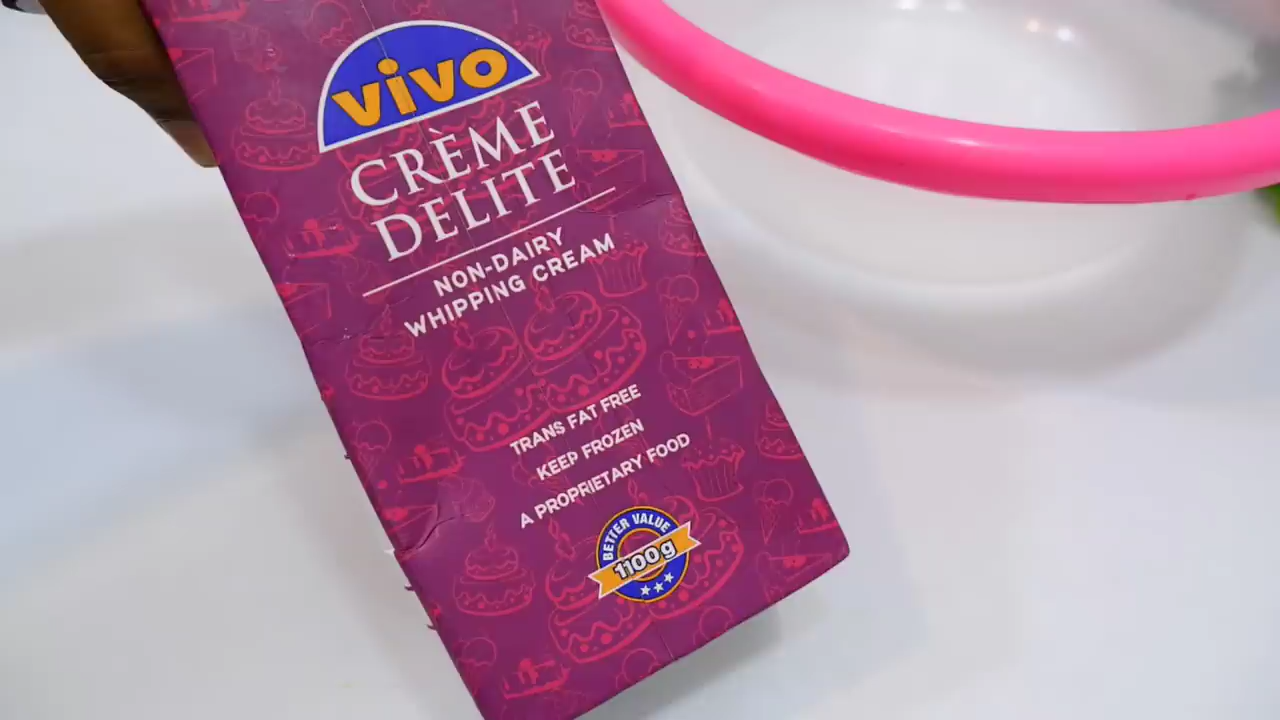 vivo
CRÈME
DELITE
NON-DAIRY
WHIPPING CREAM
TRANS FAT FREE
KEEP FROZEN
A PROPRIETARY FOOD
BETTER VALUE
1100g